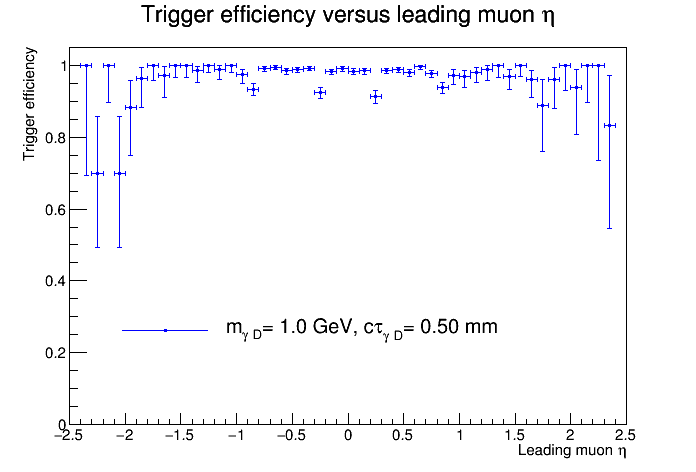 Trigger efficiency versus leading muon η
Trigger efficiency
1
0.8
0.6
0.4
0.2
0
m_γ D = 1.0 GeV, cτ_γ D = 0.50 mm
−2.5 −2 −1.5 −1 −0.5 0 0.5 1 1.5 2 2.5
Leading muon η